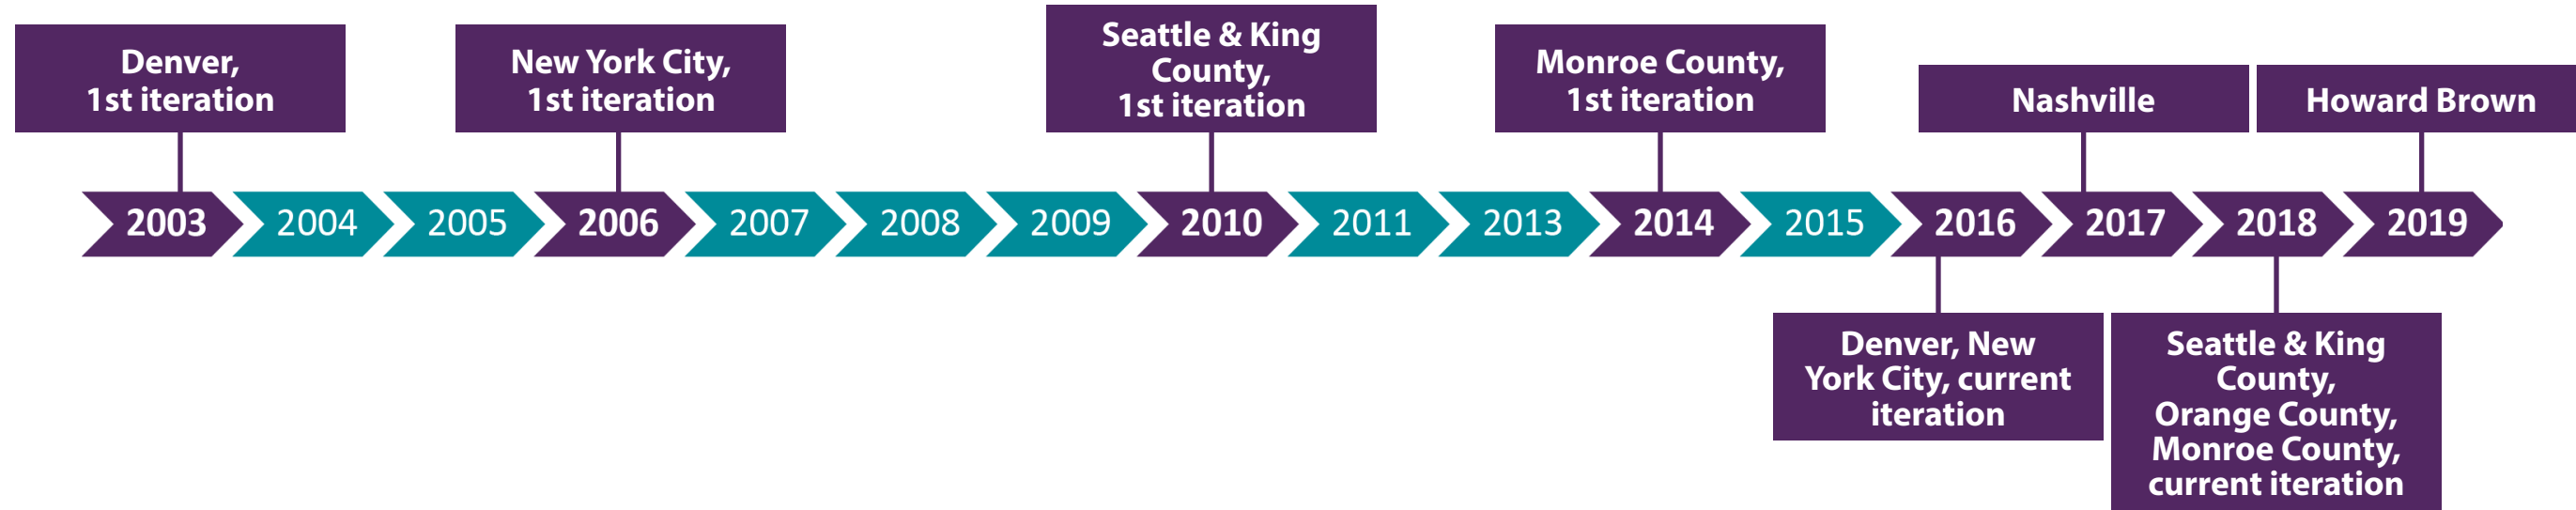 Denver,
1st iteration
New York City,
1st iteration
Seattle & King
County,
1st iteration
Monroe County,
1st iteration
Nashville
Howard Brown
2003
2004
2005
2006
2007
2008
2009
2010
2011
2013
2014
2015
2016
2017
2018
2019
Denver, New
York City, current
iteration
Seattle & King
County,
Orange County,
Monroe County,
current iteration